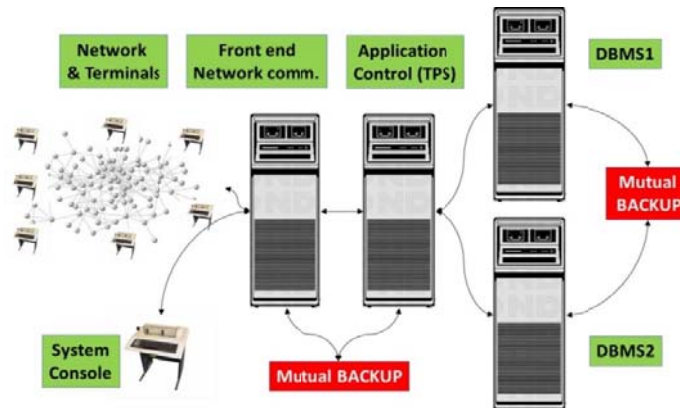 Network
& Terminals
Front end
Network comm.
Application
Control (TPS)
DBMS1
Mutual
BACKUP
System
Console
Mutual BACKUP
DBMS2